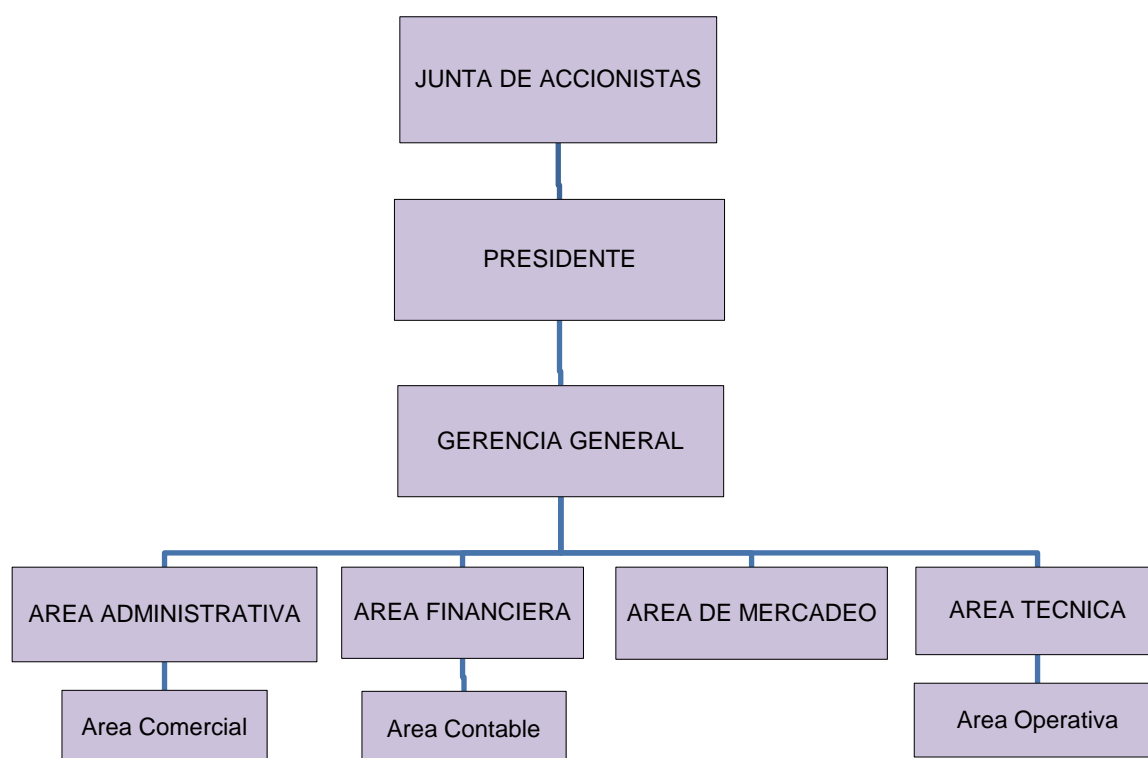 JUNTA DE ACCIONISTAS
PRESIDENTE
GERENCIA GENERAL
AREA ADMINISTRATIVA
AREA FINANCIERA
AREA DE MERCADEO
AREA TECNICA
Area Comercial
Area Contable
Area Operativa